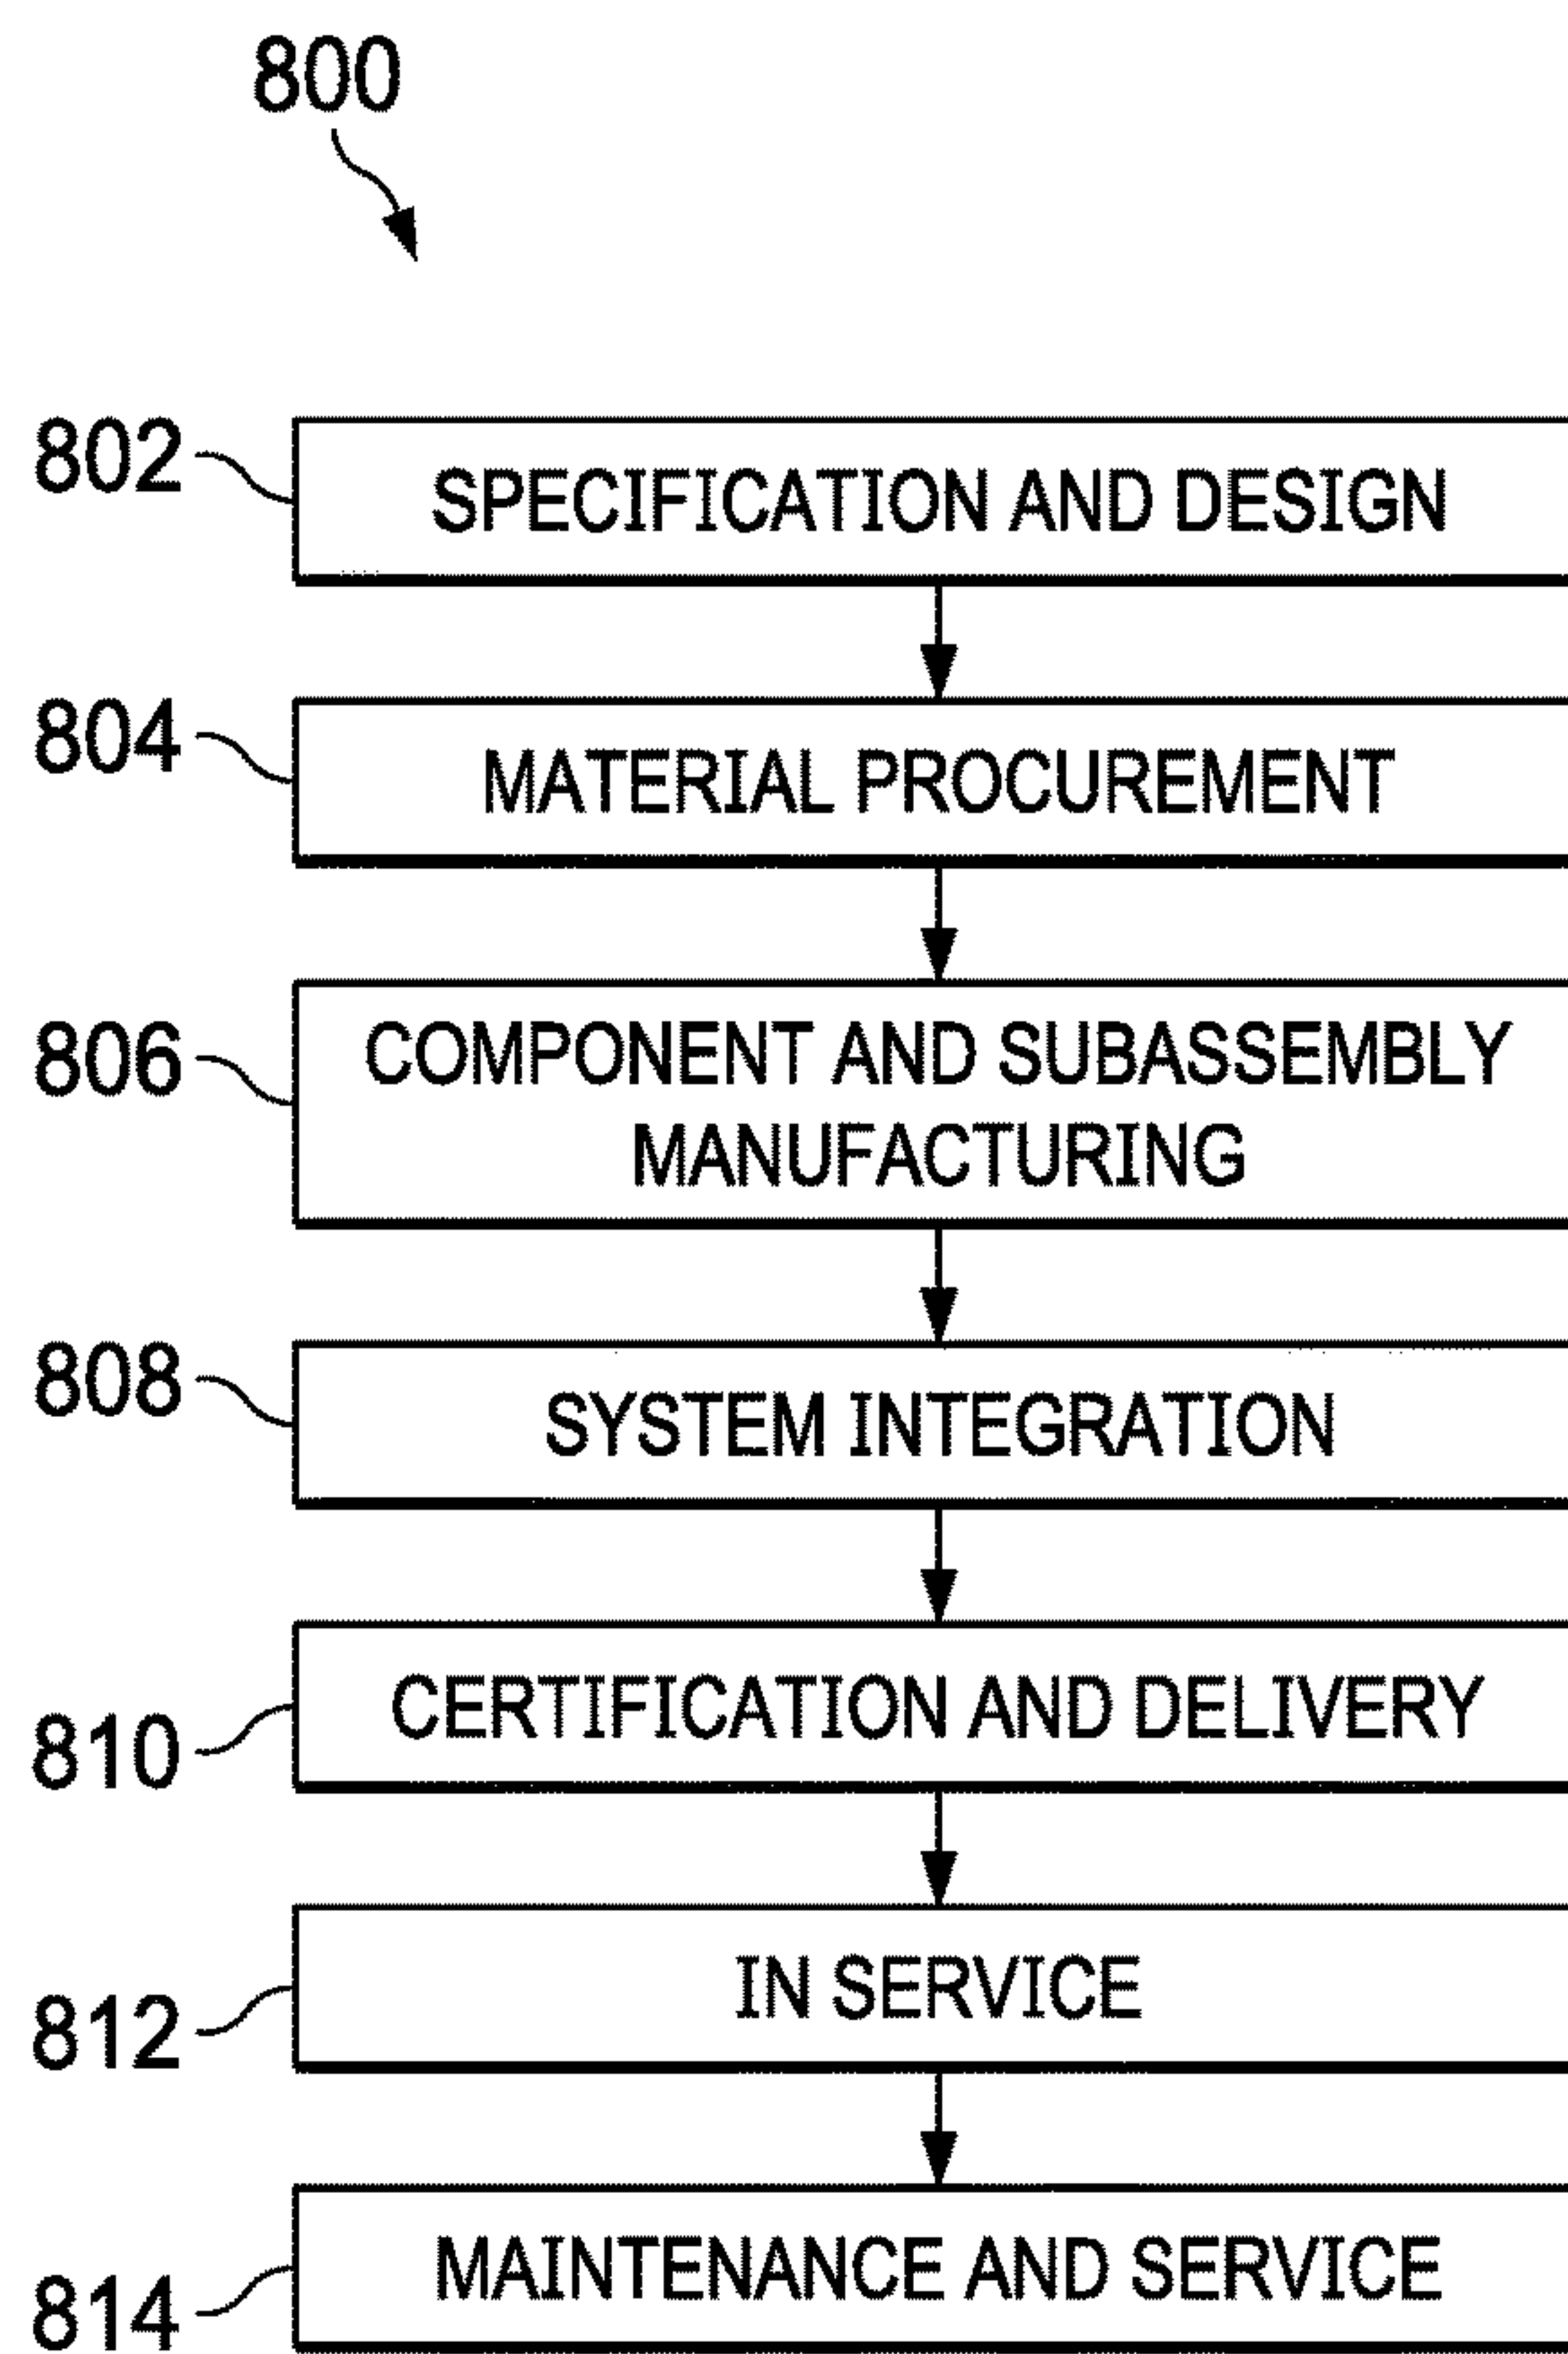 800
802
SPECIFICATION AND DESIGN
804
MATERIAL PROCUREMENT
806
COMPONENT AND SUBASSEMBLY
MANUFACTURING
808
SYSTEM INTEGRATION
810
CERTIFICATION AND DELIVERY
812
IN SERVICE
814
MAINTENANCE AND SERVICE